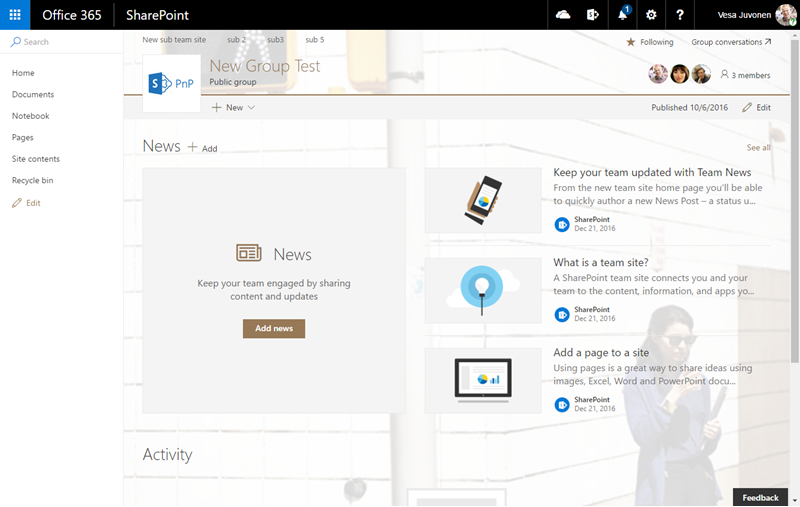 Office 365
SharePoint
1
?
Vesa Juvonen
Search
Home
Documents
Notebook
Pages
Site contents
Recycle bin
Edit
New sub team site sub 2 sub3 sub 5
Following Group conversations
S PnP
New Group Test
Public group
3 members
+ New
Published 10/6/2016 Edit
News + Add
See all
News
Keep your team engaged by sharing
content and updates
Add news
Keep your team updated with Team News
From the new team site home page you'll be able
to quickly author a new News Post – a status u...
SharePoint
Dec 21, 2016
What is a team site?
A SharePoint team site connects you and your
team to the content, information, and apps yo...
SharePoint
Dec 21, 2016
Add a page to a site
Using pages is a great way to share ideas using
images, Excel, Word and PowerPoint docu...
SharePoint
Dec 21, 2016
Activity
Feedback